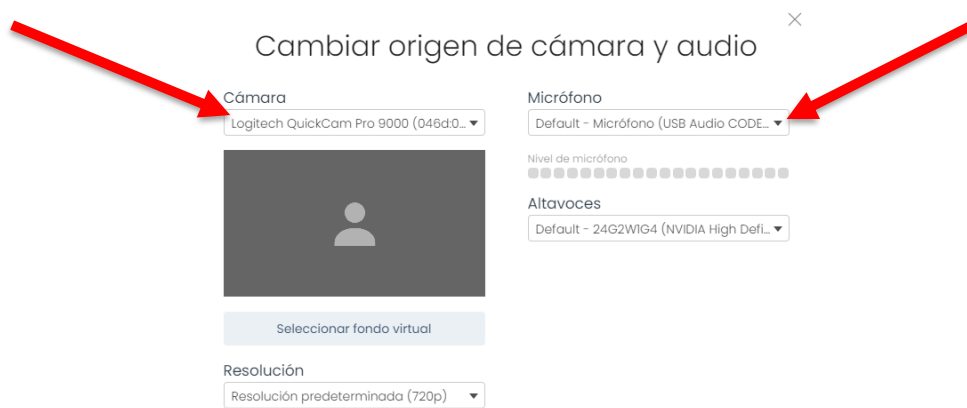 Cambiar origen de cámara y audio
Cámara
Logitech QuickCam Pro 9000 (046d:0...
Seleccionar fondo virtual
Resolución
Resolución predeterminada (720p)
Micrófono
Default - Micrófono (USB Audio CODE...
Nivel de micrófono
Altavoces
Default - 24G2W1G4 (NVIDIA High Defi...